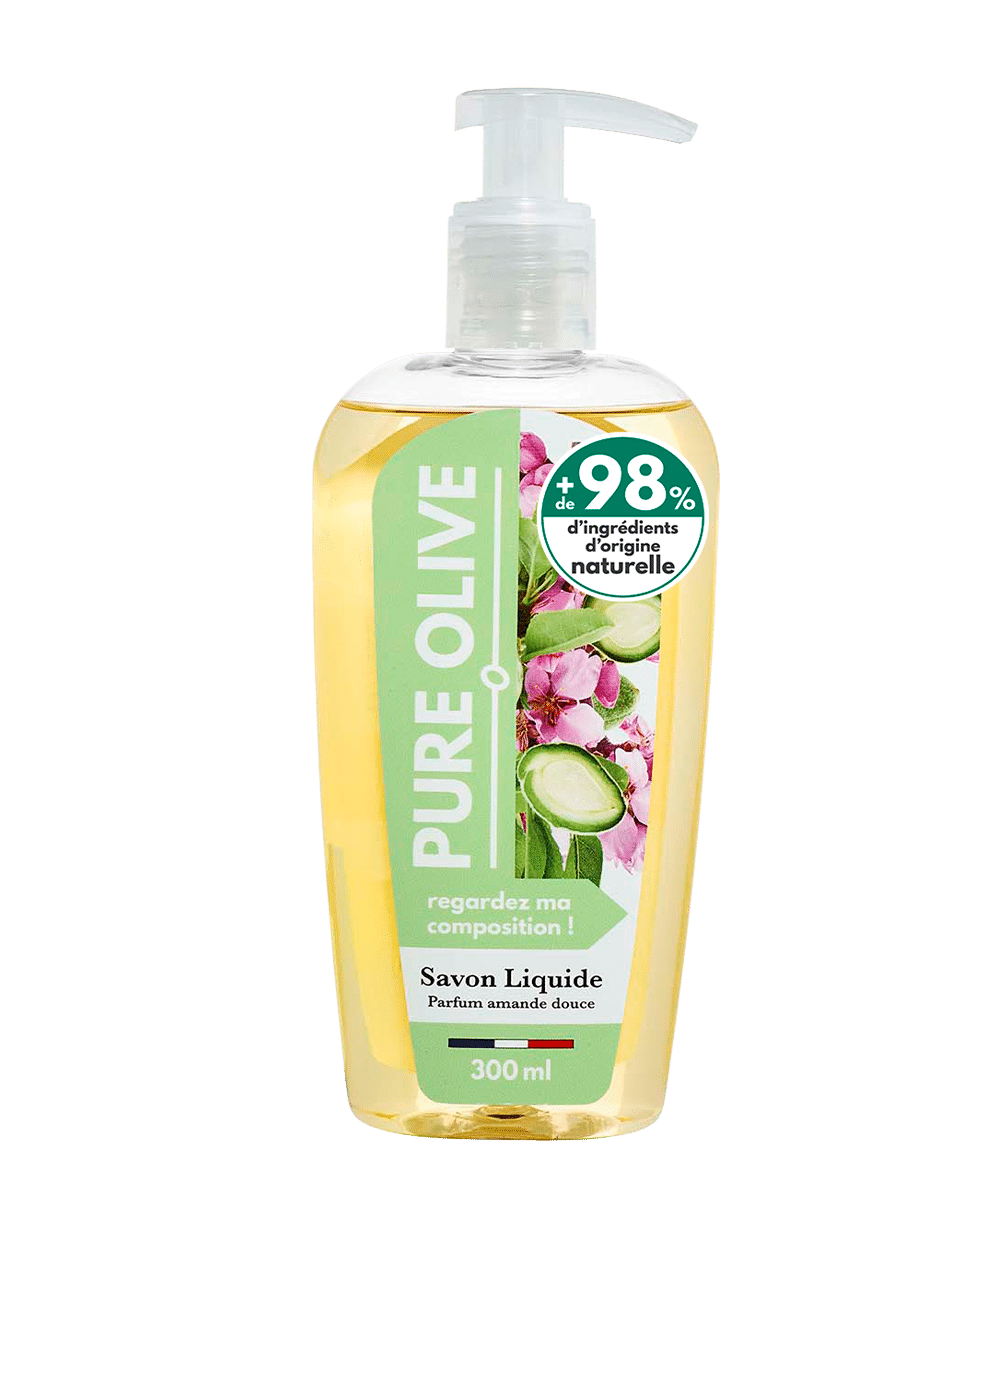 PURE OLIVE
+ de 98%
d'ingrédients
d'origine
naturelle
regardez ma
composition !
Savon Liquide
Parfum amande douce
300 ml